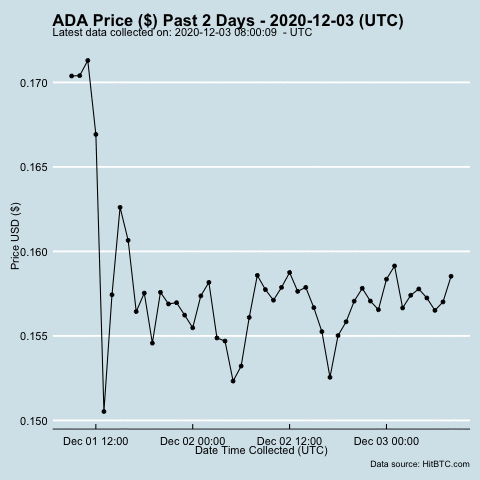 ADA Price ($) Past 2 Days - 2020-12-03 (UTC)
Latest data collected on: 2020-12-03 08:00:09  - UTC
Price USD ($)
0.170
0.165
0.160
0.155
0.150
Dec 01 12:00
Dec 02 00:00
Dec 02 12:00
Dec 03 00:00
Date Time Collected (UTC)
Data source: HitBTC.com